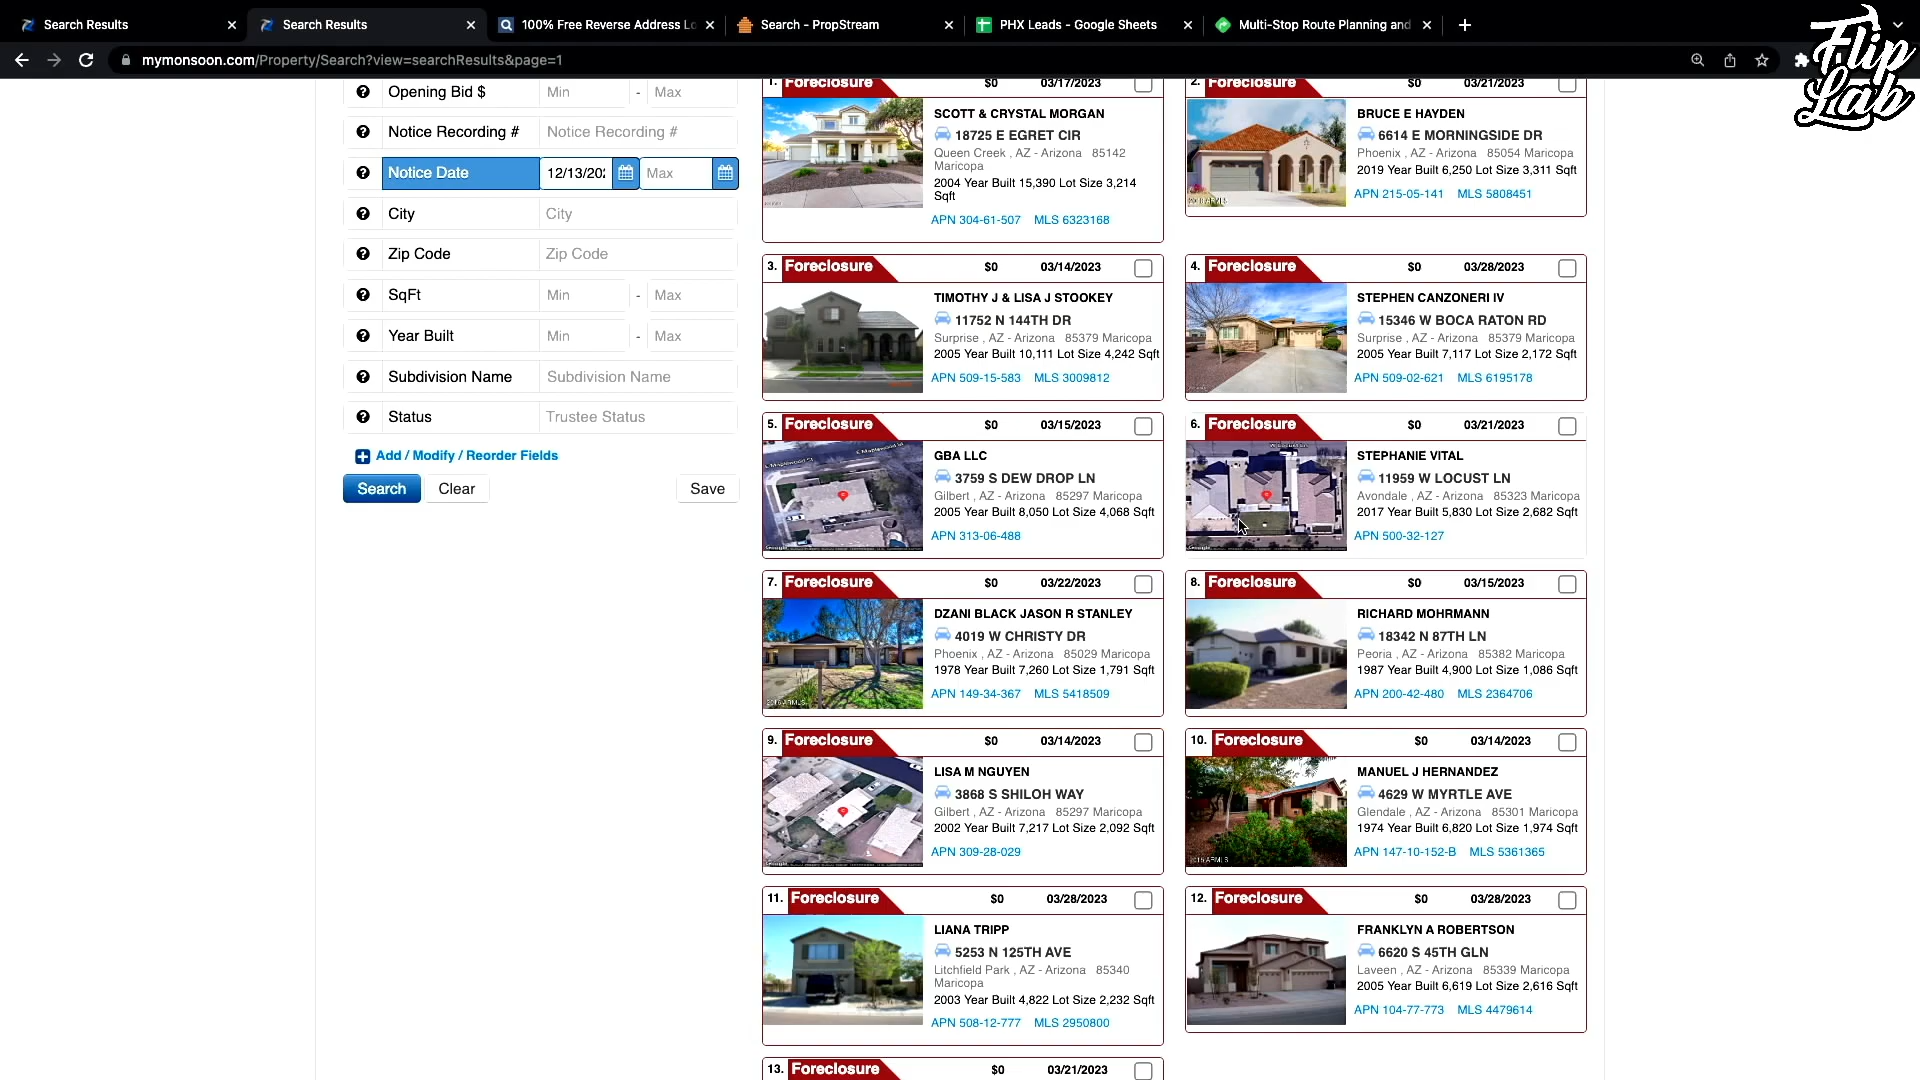 Search Results
Search Results
100% Free Reverse Address Lo
Search - PropStream
PHX Leads - Google Sheets
Multi-Stop Route Planning and
mymonsoon.com/Property/Search?view=searchResults&page=1
Flip
Lab
Opening Bid $ Min - Max
Notice Recording # Notice Recording #
Notice Date 12/13/202 Max
City City
Zip Code Zip Code
SqFt Min - Max
Year Built Min - Max
Subdivision Name Subdivision Name
Status Trustee Status
Add / Modify / Reorder Fields
Search Clear Save
1. Foreclosure $0 03/17/2023
SCOTT & CRYSTAL MORGAN
18725 E EGRET CIR
Queen Creek , AZ - Arizona 85142
Maricopa
2004 Year Built 15,390 Lot Size 3,214
Sqft
APN 304-61-507 MLS 6323168
2. Foreclosure $0 03/21/2023
BRUCE E HAYDEN
6614 E MORNINGSIDE DR
Phoenix , AZ - Arizona 85054 Maricopa
2019 Year Built 6,250 Lot Size 3,311 Sqft
APN 215-05-141 MLS 5808451
3. Foreclosure $0 03/14/2023
TIMOTHY J & LISA J STOOKEY
11752 N 144TH DR
Surprise , AZ - Arizona 85379 Maricopa
2005 Year Built 10,111 Lot Size 4,242 Sqft
APN 509-15-583 MLS 3009812
4. Foreclosure $0 03/28/2023
STEPHEN CANZONERI IV
15346 W BOCA RATON RD
Surprise , AZ - Arizona 85379 Maricopa
2005 Year Built 7,117 Lot Size 2,172 Sqft
APN 509-02-621 MLS 6195178
5. Foreclosure $0 03/15/2023
GBA LLC
3759 S DEW DROP LN
Gilbert , AZ - Arizona 85297 Maricopa
2005 Year Built 8,050 Lot Size 4,068 Sqft
APN 313-06-488
6. Foreclosure $0 03/21/2023
STEPHANIE VITAL
11959 W LOCUST LN
Avondale , AZ - Arizona 85323 Maricopa
2017 Year Built 5,830 Lot Size 2,682 Sqft
APN 500-32-127
7. Foreclosure $0 03/22/2023
DZANI BLACK JASON R STANLEY
4019 W CHRISTY DR
Phoenix , AZ - Arizona 85029 Maricopa
1978 Year Built 7,260 Lot Size 1,791 Sqft
APN 149-34-367 MLS 5418509
8. Foreclosure $0 03/15/2023
RICHARD MOHRMANN
18342 N 87TH LN
Peoria , AZ - Arizona 85382 Maricopa
1987 Year Built 4,900 Lot Size 1,086 Sqft
APN 200-42-480 MLS 2364706
9. Foreclosure $0 03/14/2023
LISA M NGUYEN
3868 S SHILOH WAY
Gilbert , AZ - Arizona 85297 Maricopa
2002 Year Built 7,217 Lot Size 2,092 Sqft
APN 309-28-029
10. Foreclosure $0 03/14/2023
MANUEL J HERNANDEZ
4629 W MYRTLE AVE
Glendale , AZ - Arizona 85301 Maricopa
1974 Year Built 6,820 Lot Size 1,974 Sqft
APN 147-10-152-B MLS 5361365
11. Foreclosure $0 03/28/2023
LIANA TRIPP
5253 N 125TH AVE
Litchfield Park , AZ - Arizona 85340
Maricopa
2003 Year Built 4,822 Lot Size 2,232 Sqft
APN 508-12-777 MLS 2950800
12. Foreclosure $0 03/28/2023
FRANKLYN A ROBERTSON
6620 S 45TH GLN
Laveen , AZ - Arizona 85339 Maricopa
2005 Year Built 6,619 Lot Size 2,616 Sqft
APN 104-77-773 MLS 4479614
13. Foreclosure $0 03/21/2023